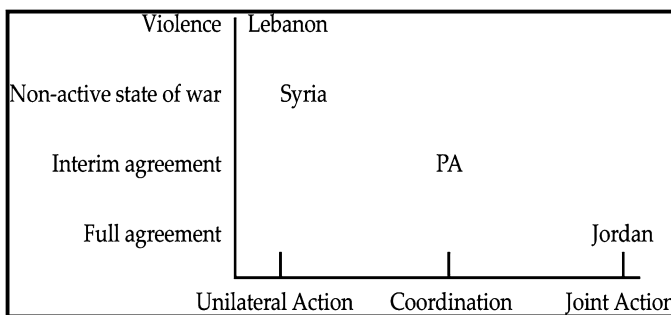 Violence Lebanon
Non-active state of war Syria
Interim agreement PA
Full agreement Jordan
Unilateral Action Coordination Joint Action